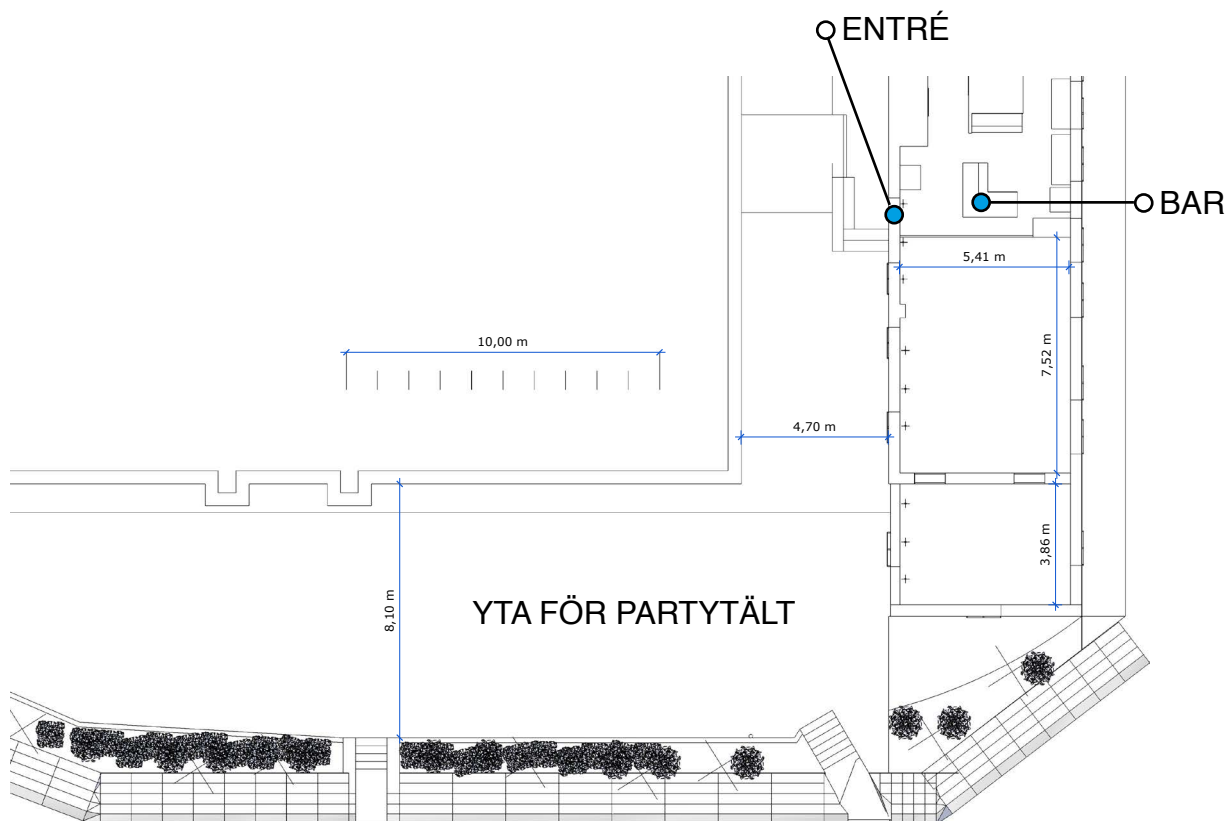 ENTRÉ
BAR
5,41 m
7,52 m
10,00 m
4,70 m
3,86 m
8,10 m
YTA FÖR PARTYTÄLT